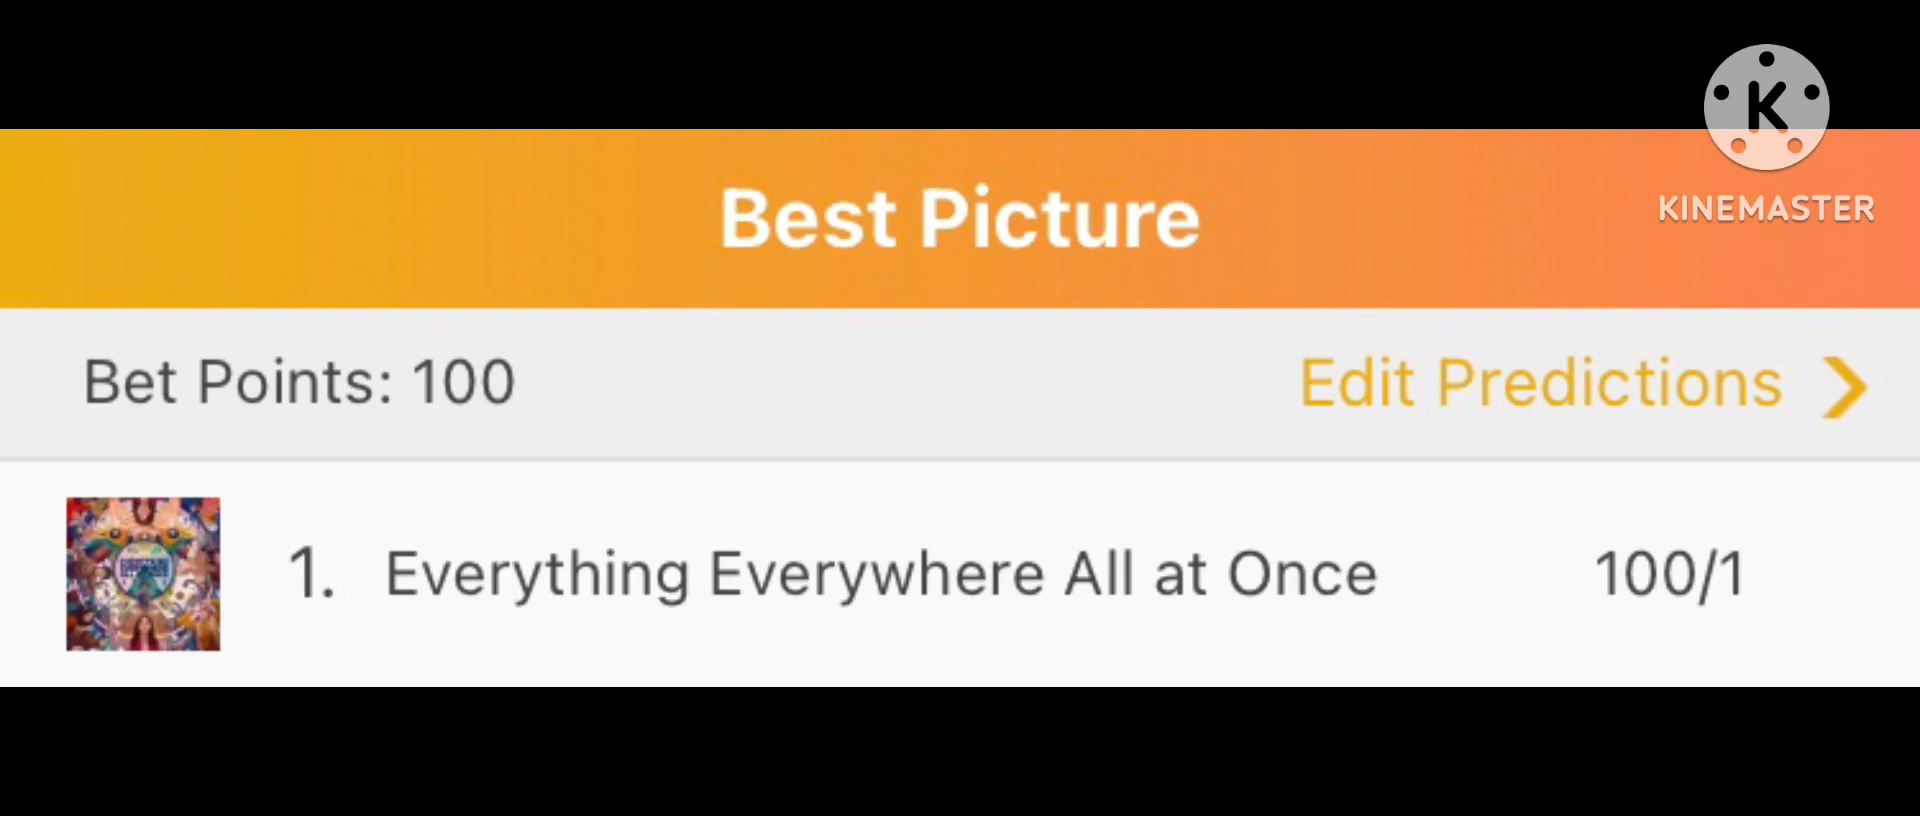 K
KINEMASTER
Best Picture
Bet Points: 100
Edit Predictions
1. Everything Everywhere All at Once 100/1